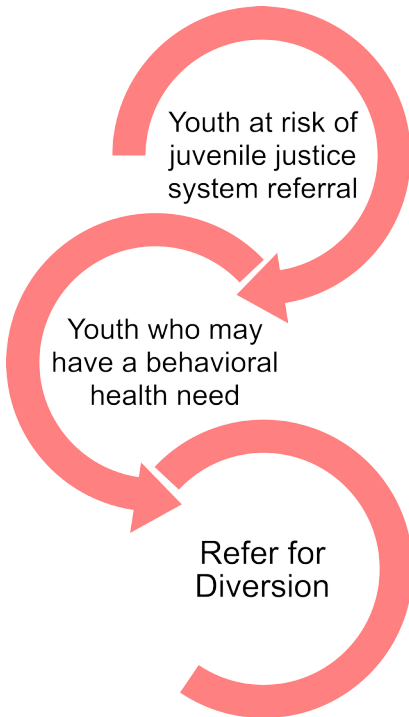 Youth at risk of
juvenile justice
system referral
Youth who may
have a behavioral
health need
Refer for
Diversion